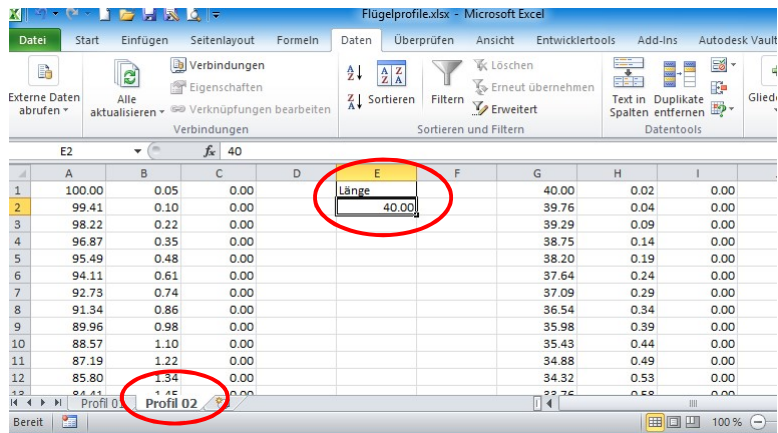 Flügelprofile.xlsx - Microsoft Excel
Datei Start Einfügen Seitenlayout Formeln Daten Überprüfen Ansicht Entwicklertools Add-Ins Autodesk Vault
Verbindungen Löschen
Eigenschaften Erneut übernehmen
Externe Daten Alle Verknüpfungen bearbeiten Sortieren Filtern Erweitert Text in Duplikate
abrufen aktualisieren Spalten entfernen
Verbindungen Sortieren und Filtern Datentools
E2 fx 40
A B C D E F G H I
1 100.00 0.05 0.00 Länge 40.00 0.02 0.00
2 99.41 0.10 0.00 40.00 39.76 0.04 0.00
3 98.22 0.22 0.00 39.29 0.09 0.00
4 96.87 0.35 0.00 38.75 0.14 0.00
5 95.49 0.48 0.00 38.20 0.19 0.00
6 94.11 0.61 0.00 37.64 0.24 0.00
7 92.73 0.74 0.00 37.09 0.29 0.00
8 91.34 0.86 0.00 36.54 0.34 0.00
9 89.96 0.98 0.00 35.98 0.39 0.00
10 88.57 1.10 0.00 35.43 0.44 0.00
11 87.19 1.22 0.00 34.88 0.49 0.00
12 85.80 1.34 0.00 34.32 0.53 0.00
Profil 01 Profil 02
Bereit 100 %